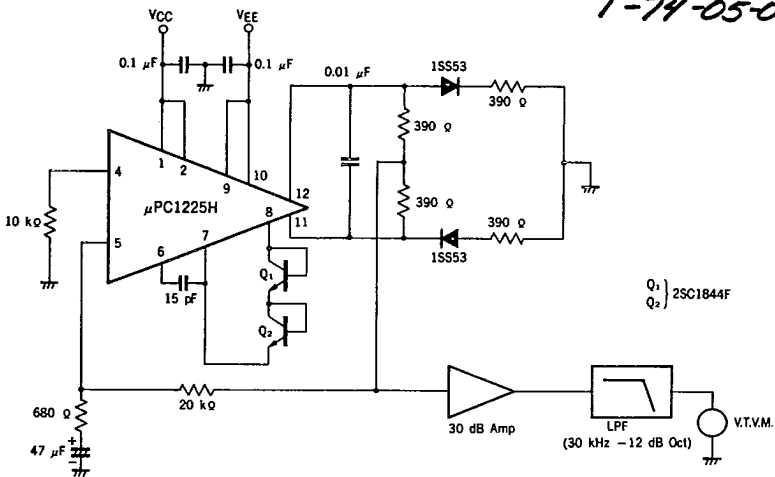 T-74-05-0
VCC
VEE
0.1 μF
0.1 μF
0.01 μF
1SS53
390 Ω
390 Ω
1
2
9
10
12
4
μPC1225H
390 Ω
390 Ω
11
10 kΩ
8
5
7
1SS53
6
Q₁
15 pF
Q₂
Q₁
Q₂ } 2SC1844F
20 kΩ
680 Ω
30 dB Amp
LPF
V.T.V.M.
47 μF
+
−
(30 kHz −12 dB Oct)